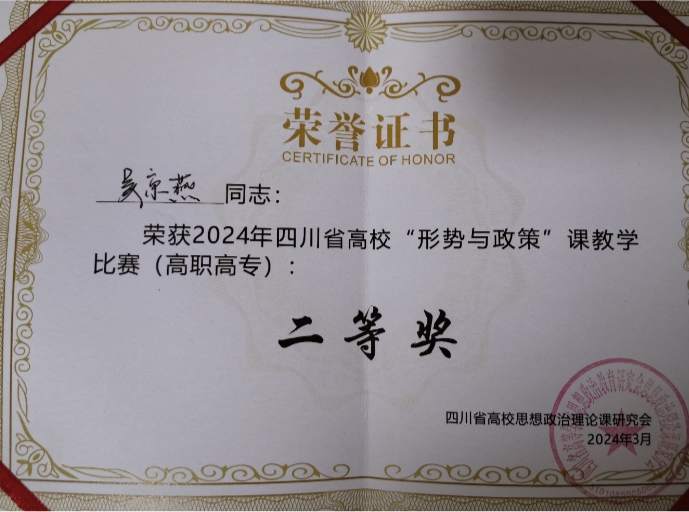 荣誉证书
CERTIFICATE OF HONOR
吴京燕 同志：
荣获2024年四川省高校“形势与政策”课教学
比赛（高职高专）：
二等奖
四川省高校思想政治理论课研究会
2024年3月